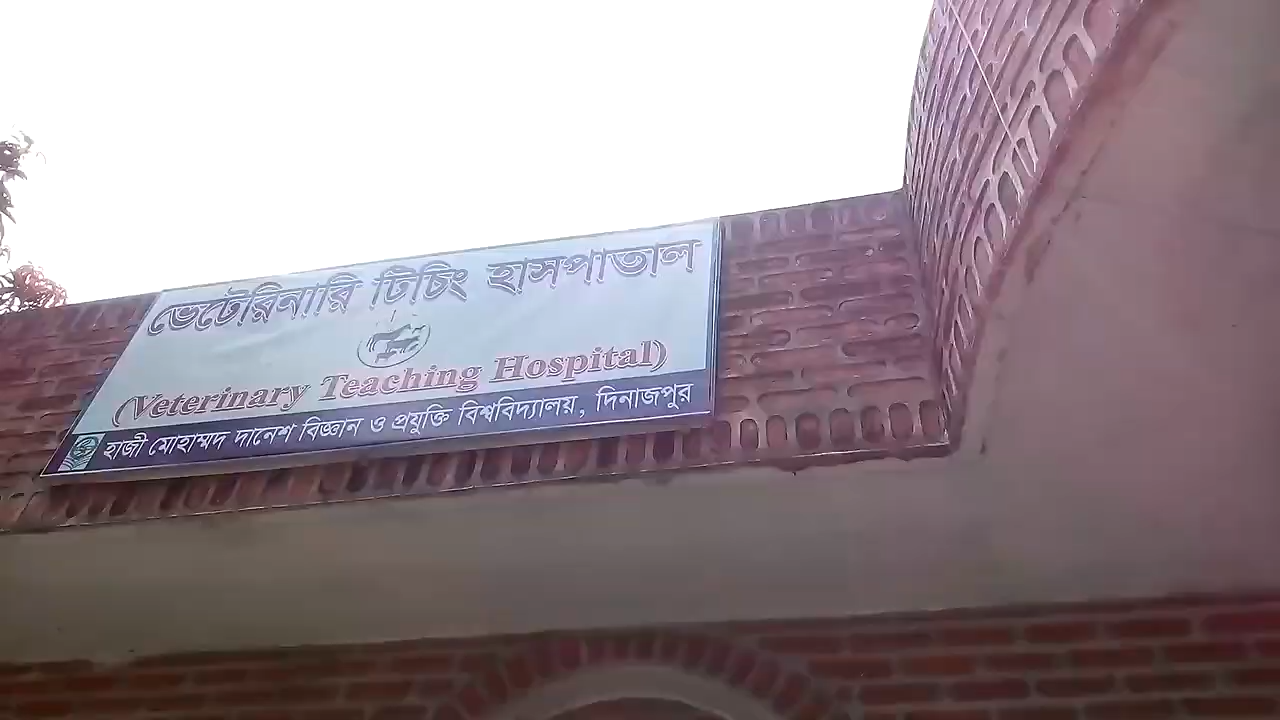 ভেটেরিনারি টিচিং হাসপাতাল
(Veterinary Teaching Hospital)
হাজী মোহাম্মদ দানেশ বিজ্ঞান ও প্রযুক্তি বিশ্ববিদ্যালয়, দিনাজপুর